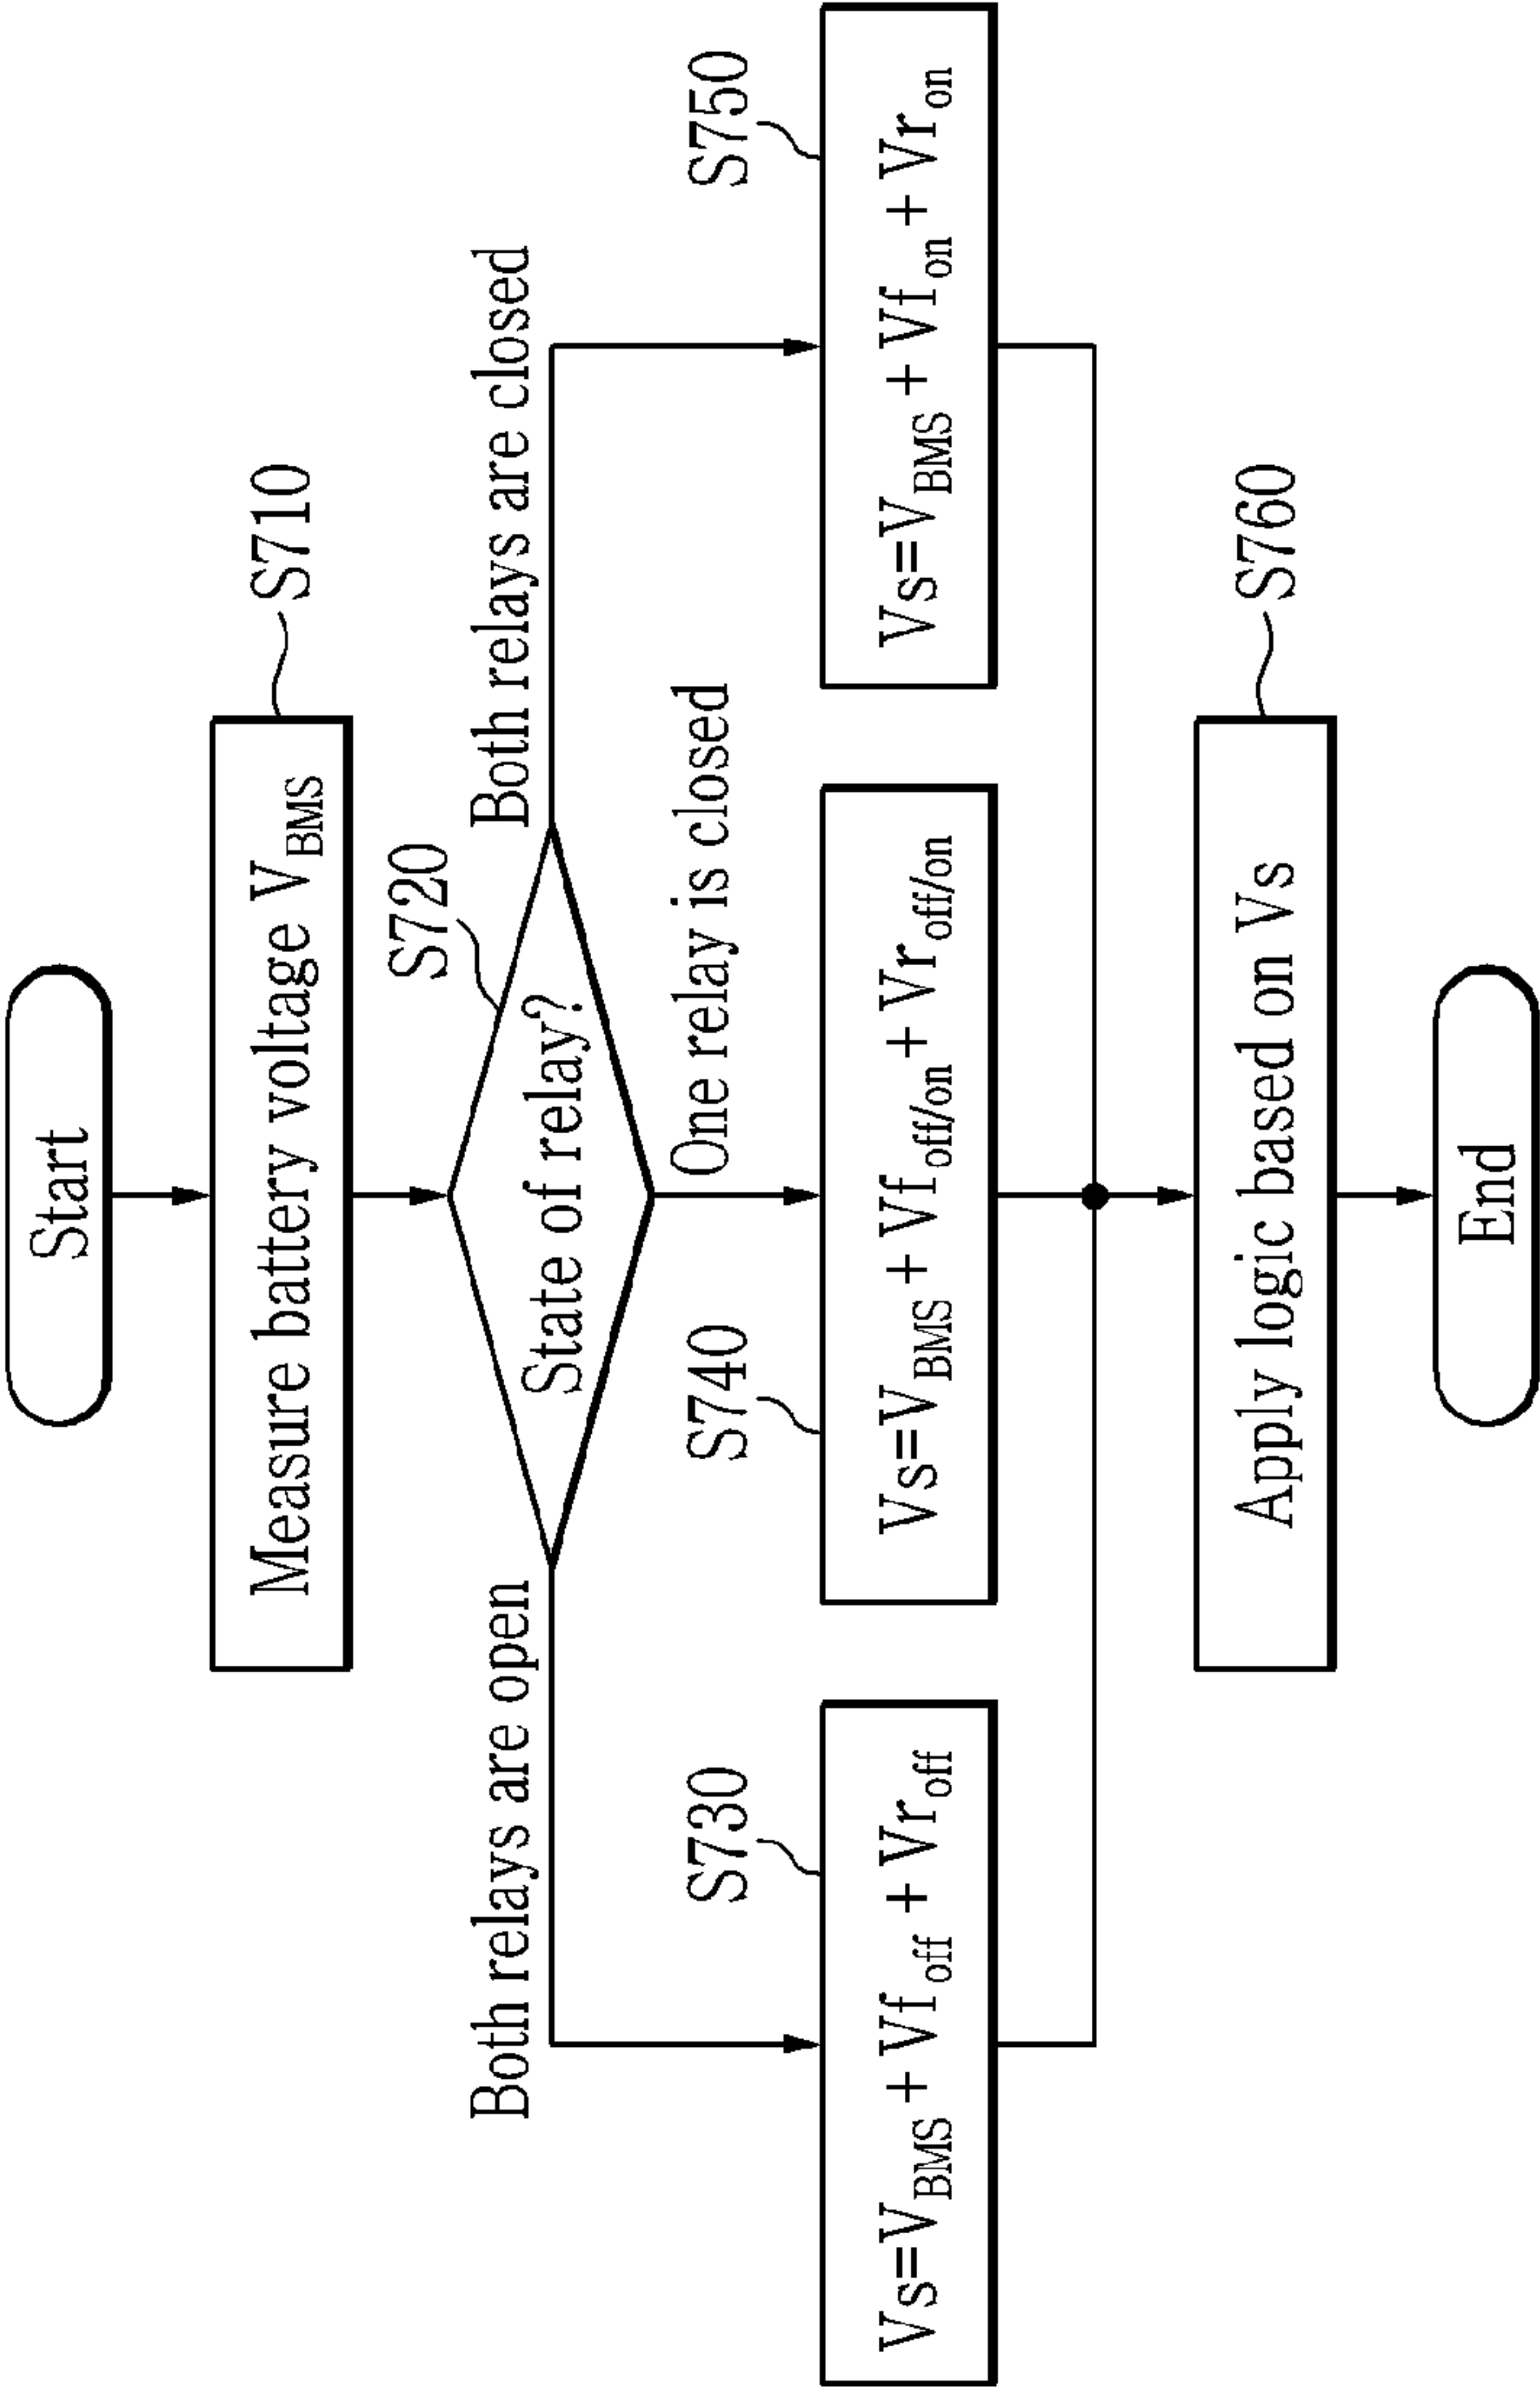 Start
Measure battery voltage V_BMS
S710
State of relay?
S720
Both relays are open
One relay is closed
Both relays are closed
S730
Vs=V_BMS+Vf_off+Vr_off
S740
Vs=V_BMS+Vf_off/on+Vr_off/on
S750
Vs=V_BMS+Vf_on+Vr_on
Apply logic based on Vs
S760
End